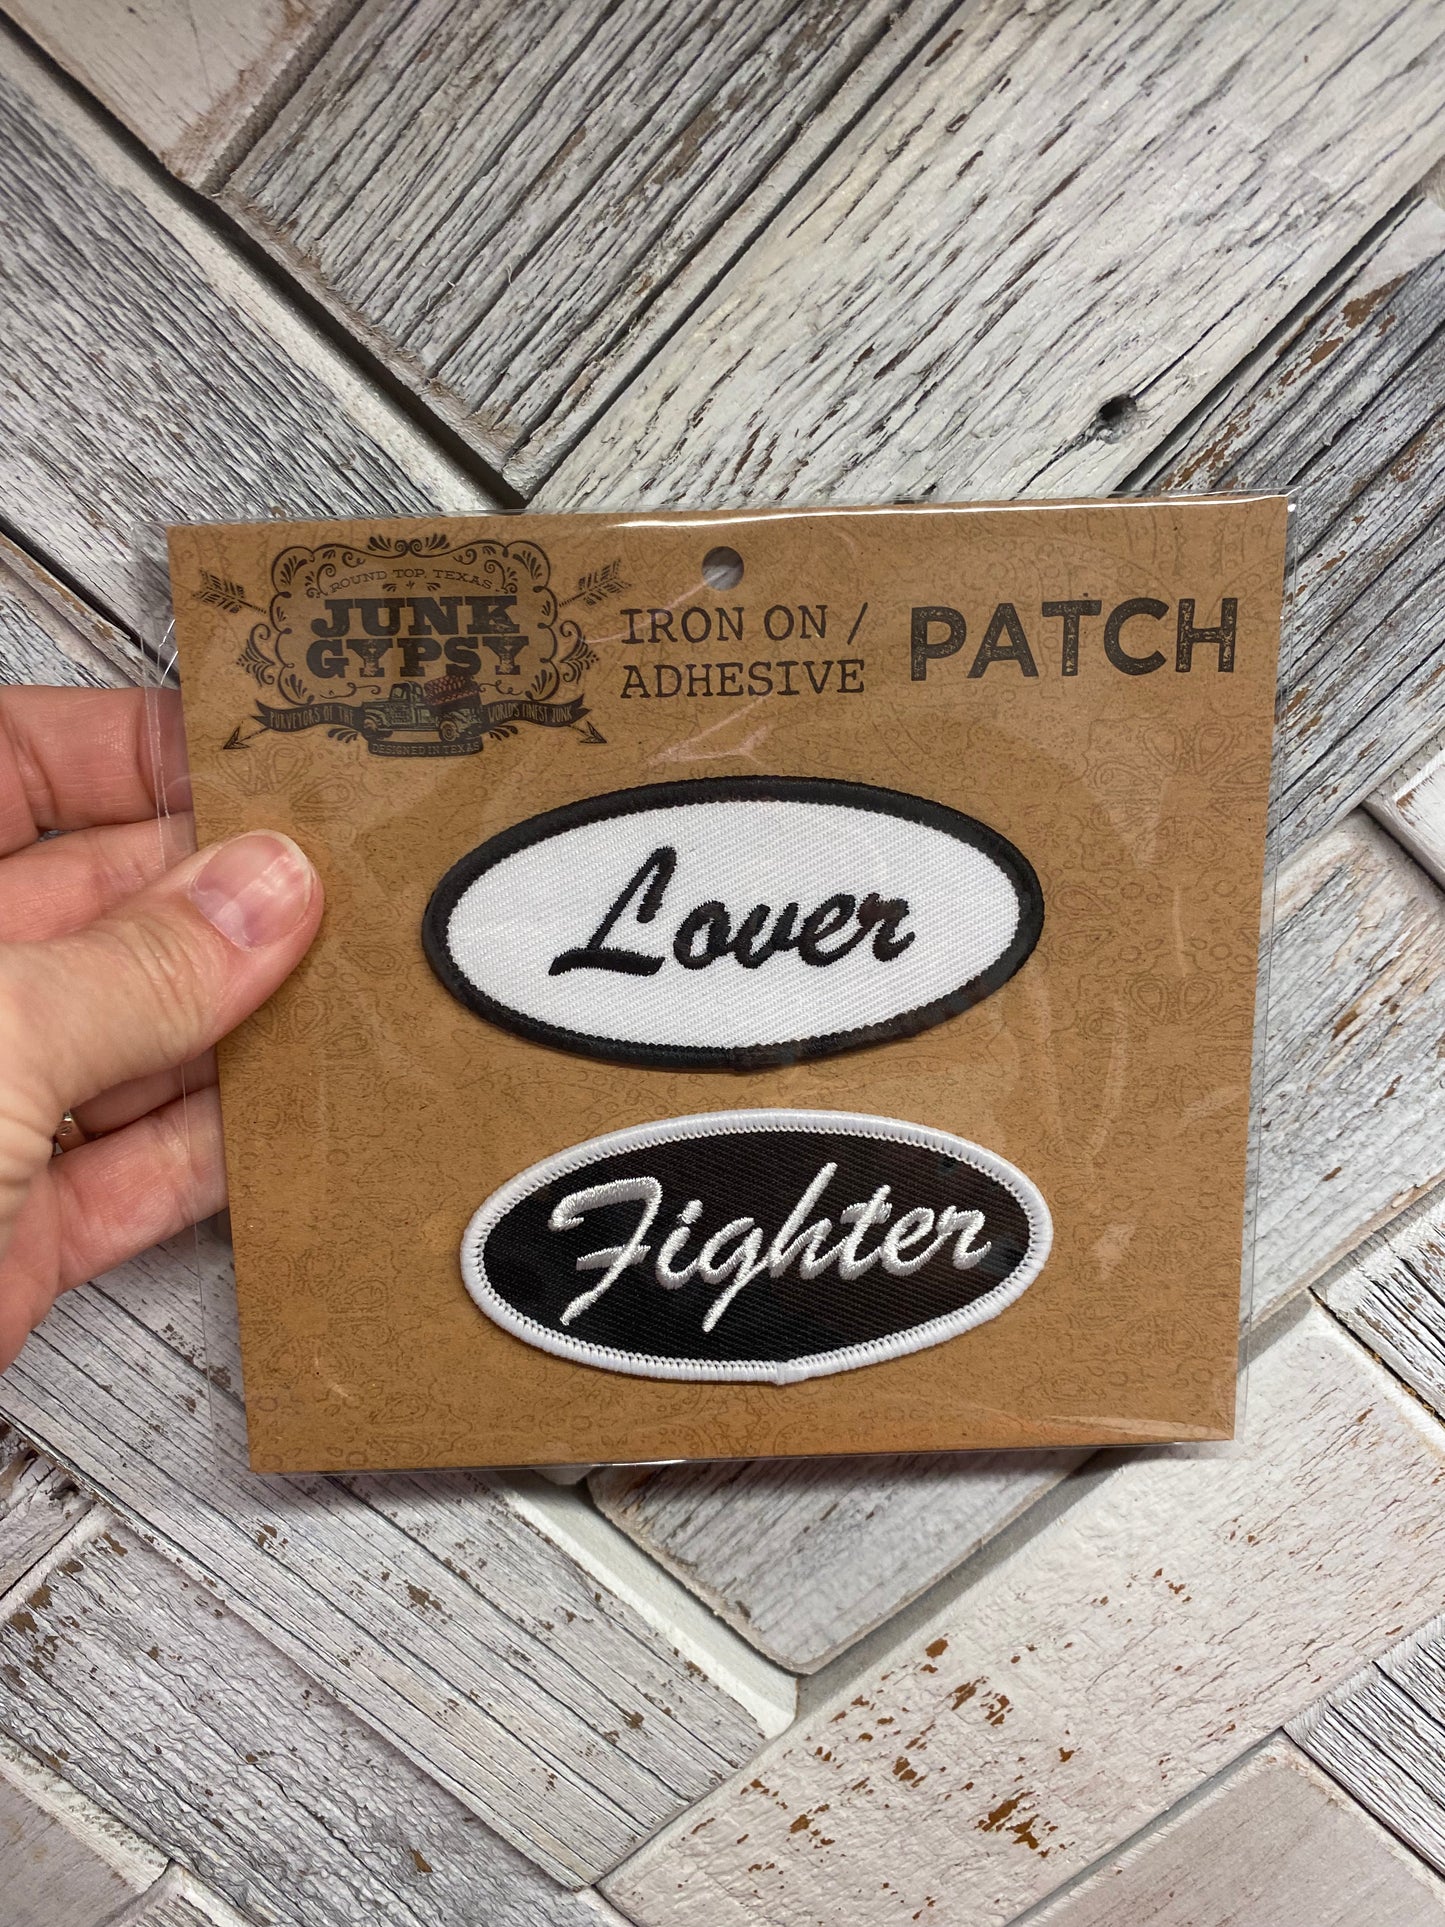 ROUND TOP, TEXAS
JUNK
GYPSY
PURVEYORS OF THE WORLD'S FINEST JUNK
DESIGNED IN TEXAS
IRON ON /
ADHESIVE
PATCH
Lover
Fighter